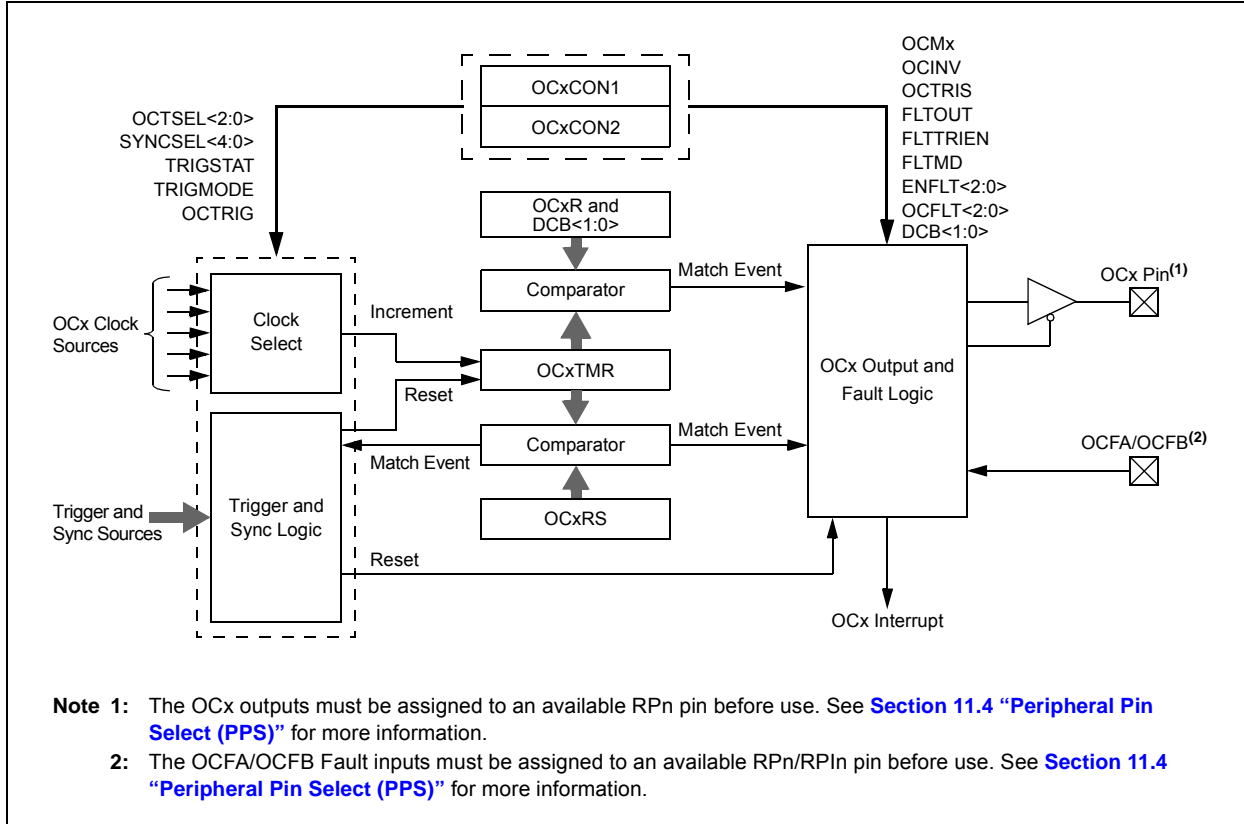 OCxCON1
OCxCON2
OCTSEL<2:0>
SYNCSEL<4:0>
TRIGSTAT
TRIGMODE
OCTRIG
OCMx
OCINV
OCTRIS
FLTOUT
FLTTRIEN
FLTMD
ENFLT<2:0>
OCFLT<2:0>
DCB<1:0>
OCxR and
DCB<1:0>
Match Event
OCx Pin(1)
Comparator
OCx Clock
Sources
Clock
Select
Increment
OCxTMR
Reset
OCx Output and
Fault Logic
Comparator
Match Event
Match Event
OCFA/OCFB(2)
Trigger and
Sync Sources
Trigger and
Sync Logic
OCxRS
Reset
OCx Interrupt
Note 1: The OCx outputs must be assigned to an available RPn pin before use. See Section 11.4 “Peripheral Pin
Select (PPS)” for more information.
2: The OCFA/OCFB Fault inputs must be assigned to an available RPn/RPIn pin before use. See Section 11.4
“Peripheral Pin Select (PPS)” for more information.